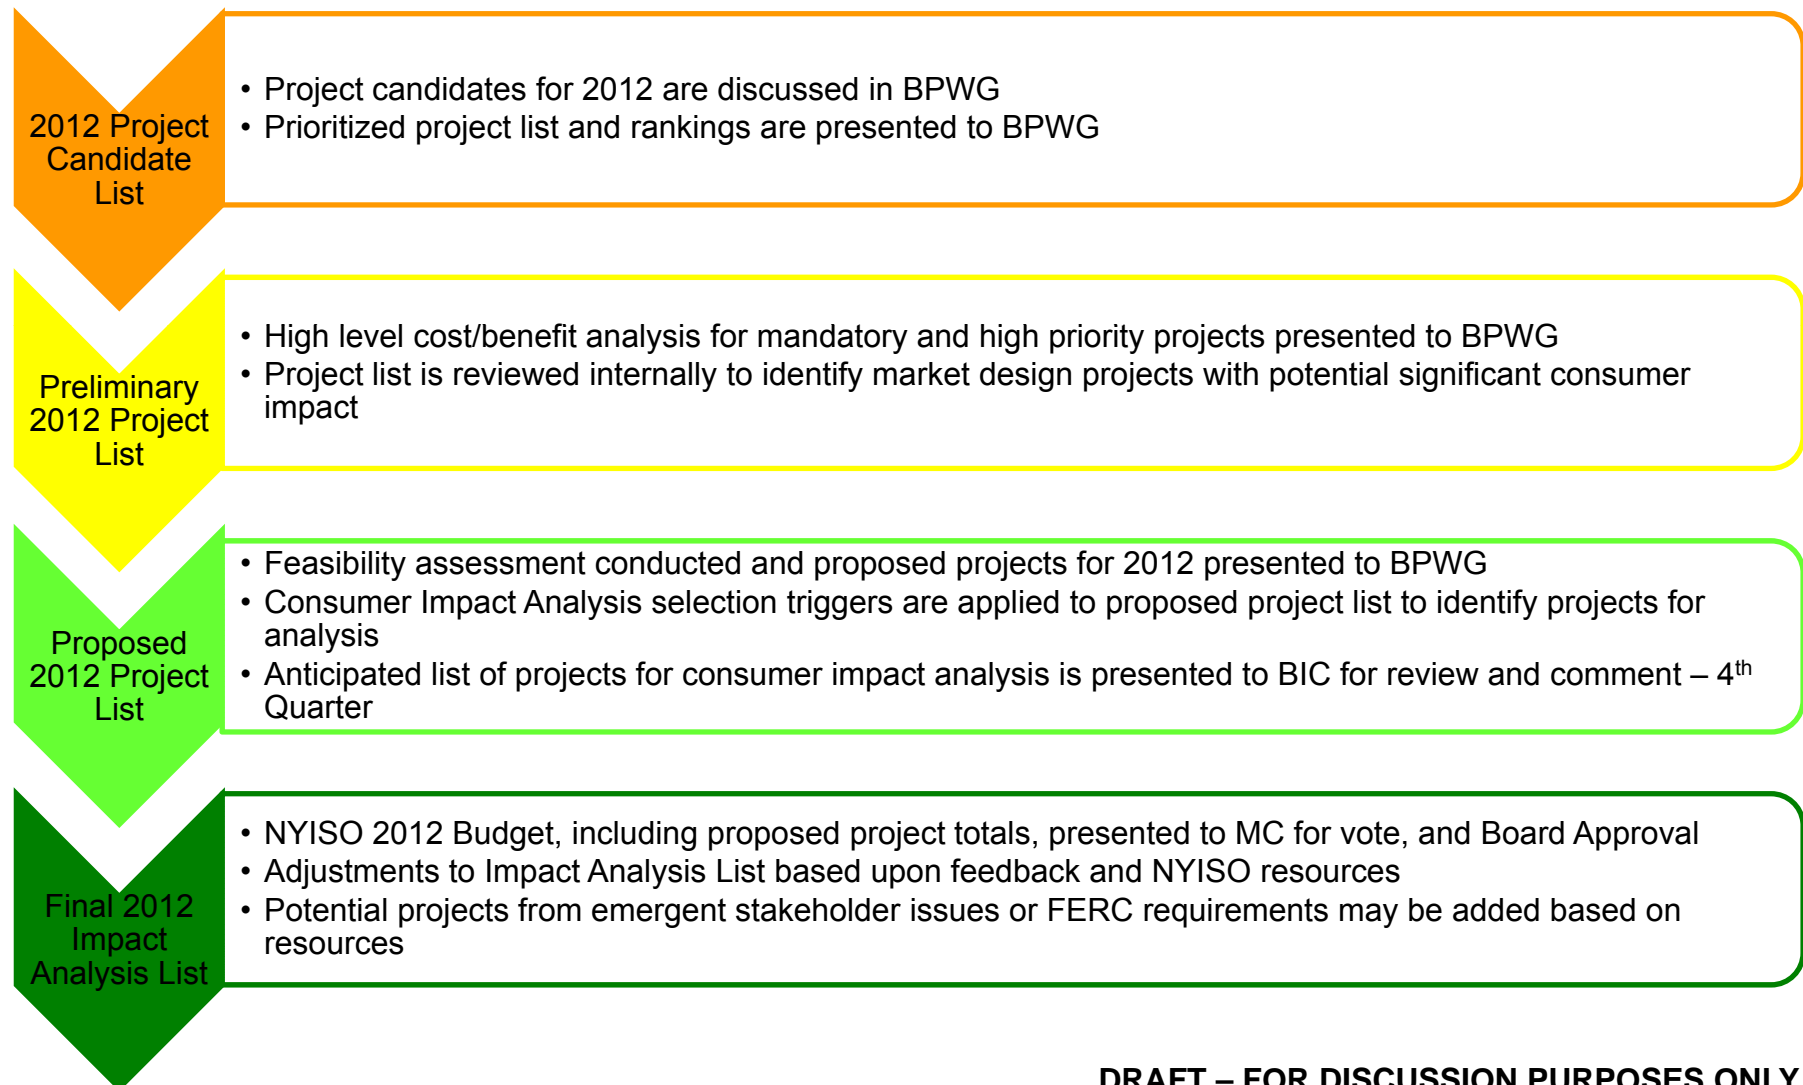 2012 Project
Candidate
List
• Project candidates for 2012 are discussed in BPWG
• Prioritized project list and rankings are presented to BPWG
Preliminary
2012 Project
List
• High level cost/benefit analysis for mandatory and high priority projects presented to BPWG
• Project list is reviewed internally to identify market design projects with potential significant consumer
impact
Proposed
2012 Project
List
• Feasibility assessment conducted and proposed projects for 2012 presented to BPWG
• Consumer Impact Analysis selection triggers are applied to proposed project list to identify projects for
analysis
• Anticipated list of projects for consumer impact analysis is presented to BIC for review and comment – 4th
Quarter
Final 2012
Impact
Analysis List
• NYISO 2012 Budget, including proposed project totals, presented to MC for vote, and Board Approval
• Adjustments to Impact Analysis List based upon feedback and NYISO resources
• Potential projects from emergent stakeholder issues or FERC requirements may be added based on
resources
DRAFT – FOR DISCUSSION PURPOSES ONLY